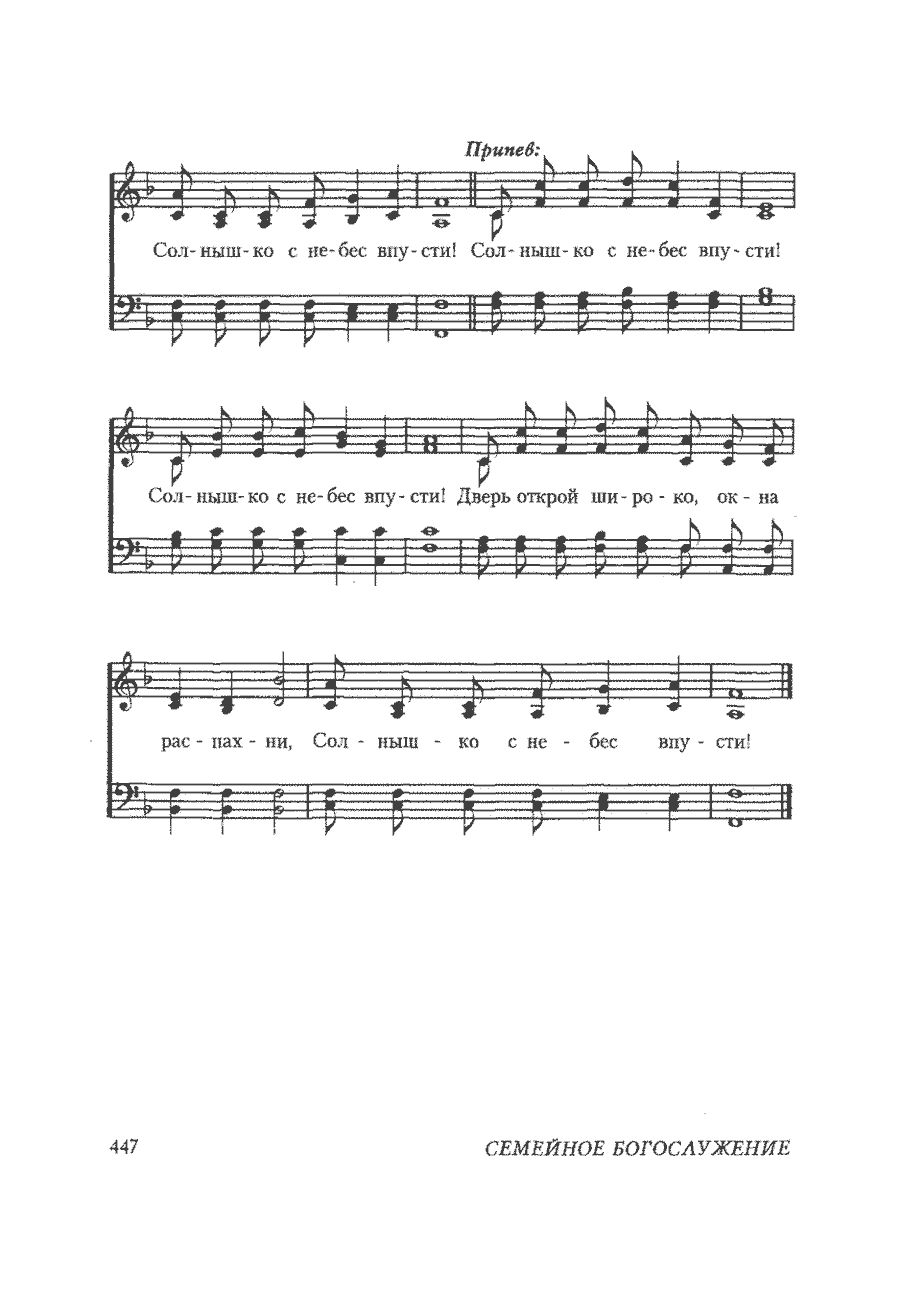 Припев:
Сол- ныш- ко с не- бес впу- сти! Сол- ныш- ко с не- бес впу- сти!
Сол- ныш- ко с не- бес впу- сти! Дверь открой ши- ро- ко, ок- на
рас- пах- ни, Сол- ныш- ко с не- бес впу- сти!
447 СЕМЕЙНОЕ БОГОСЛУЖЕНИЕ